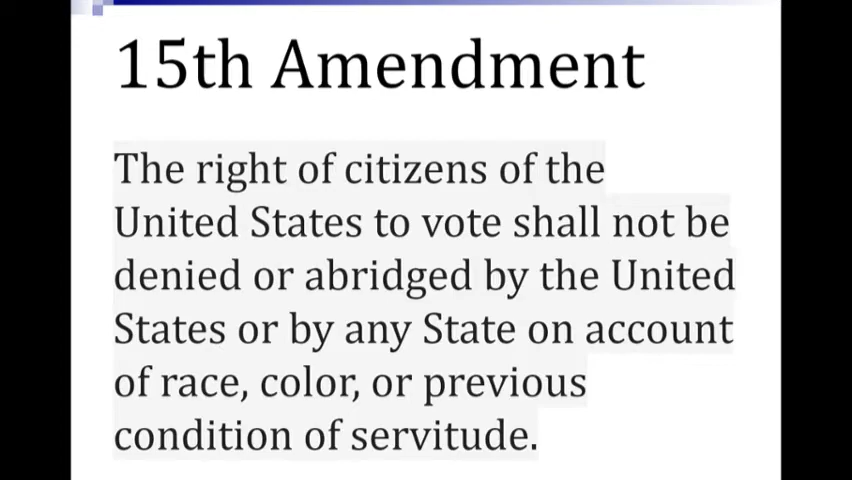 15th Amendment
The right of citizens of the
United States to vote shall not be
denied or abridged by the United
States or by any State on account
of race, color, or previous
condition of servitude.